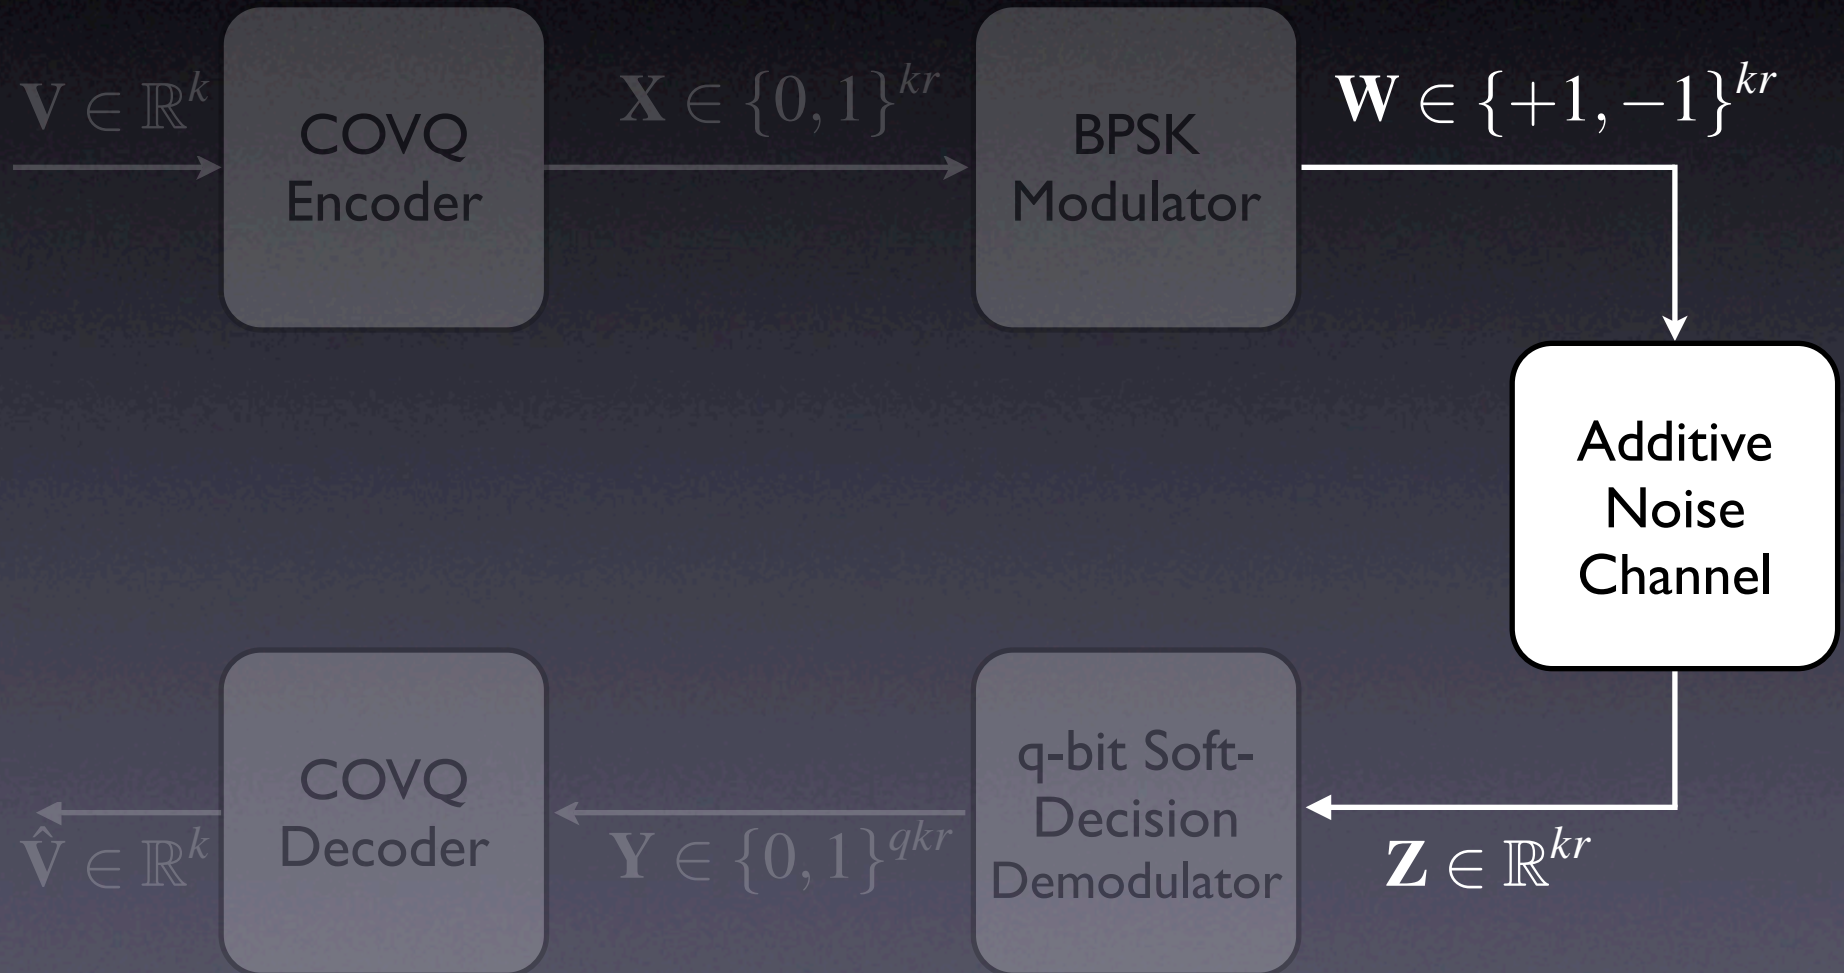 V ∈ ℝ^k
COVQ
Encoder
X ∈ {0, 1}^{kr}
BPSK
Modulator
W ∈ {+1, −1}^{kr}
Additive
Noise
Channel
Z ∈ ℝ^{kr}
q-bit Soft-
Decision
Demodulator
Y ∈ {0, 1}^{qkr}
COVQ
Decoder
V̂ ∈ ℝ^k